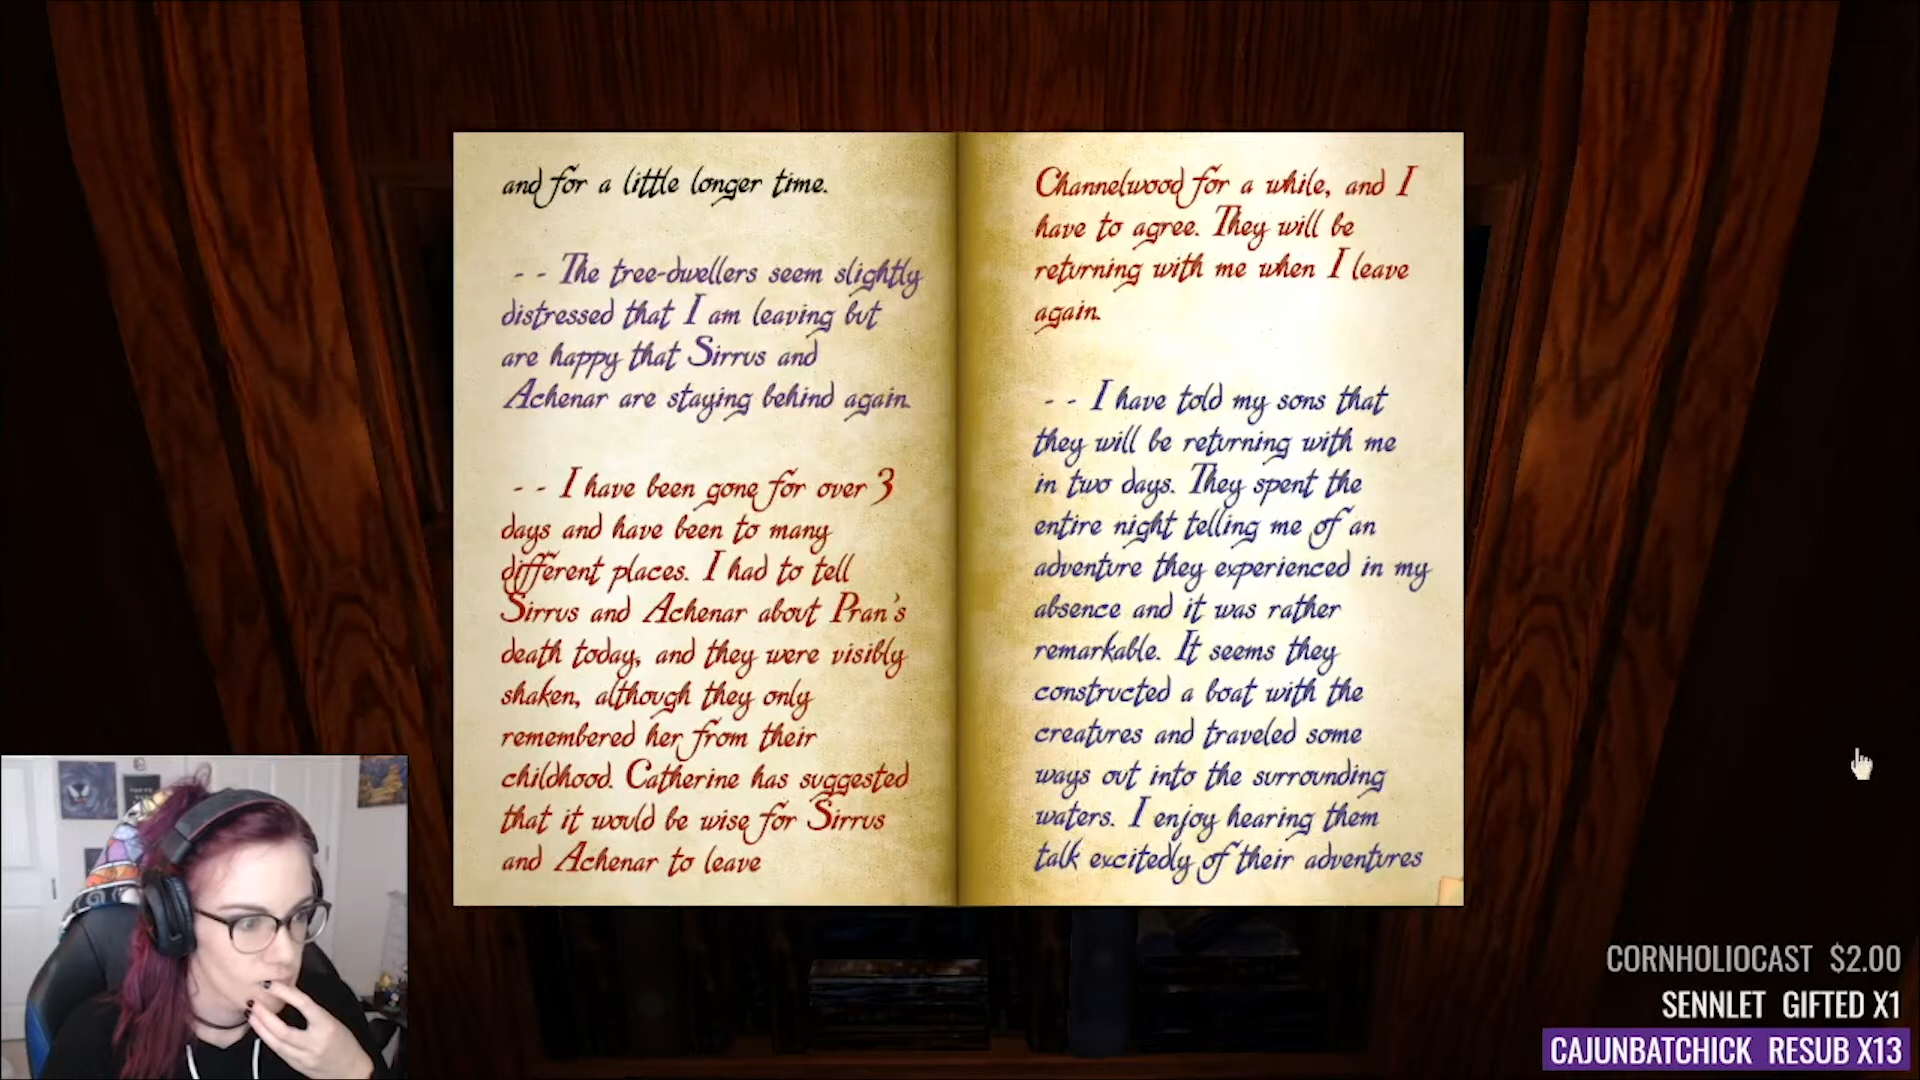 and for a little longer time.
- - The tree-dwellers seem slightly
distressed that I am leaving but
are happy that Sirrus and
Achenar are staying behind again.
- - I have been gone for over 3
days and have been to many
different places. I had to tell
Sirrus and Achenar about Pran's
death today, and they were visibly
shaken, although they only
remembered her from their
childhood. Catherine has suggested
that it would be wise for Sirrus
and Achenar to leave
Channelwood for a while, and I
have to agree. They will be
returning with me when I leave
again.
- - I have told my sons that
they will be returning with me
in two days. They spent the
entire night telling me of an
adventure they experienced in my
absence and it was rather
remarkable. It seems they
constructed a boat with the
creatures and traveled some
ways out into the surrounding
waters. I enjoy hearing them
talk excitedly of their adventures
CORNHOLIOCAST $2.00
SENNLET GIFTED X1
CAJUNBATCHICK RESUB X13